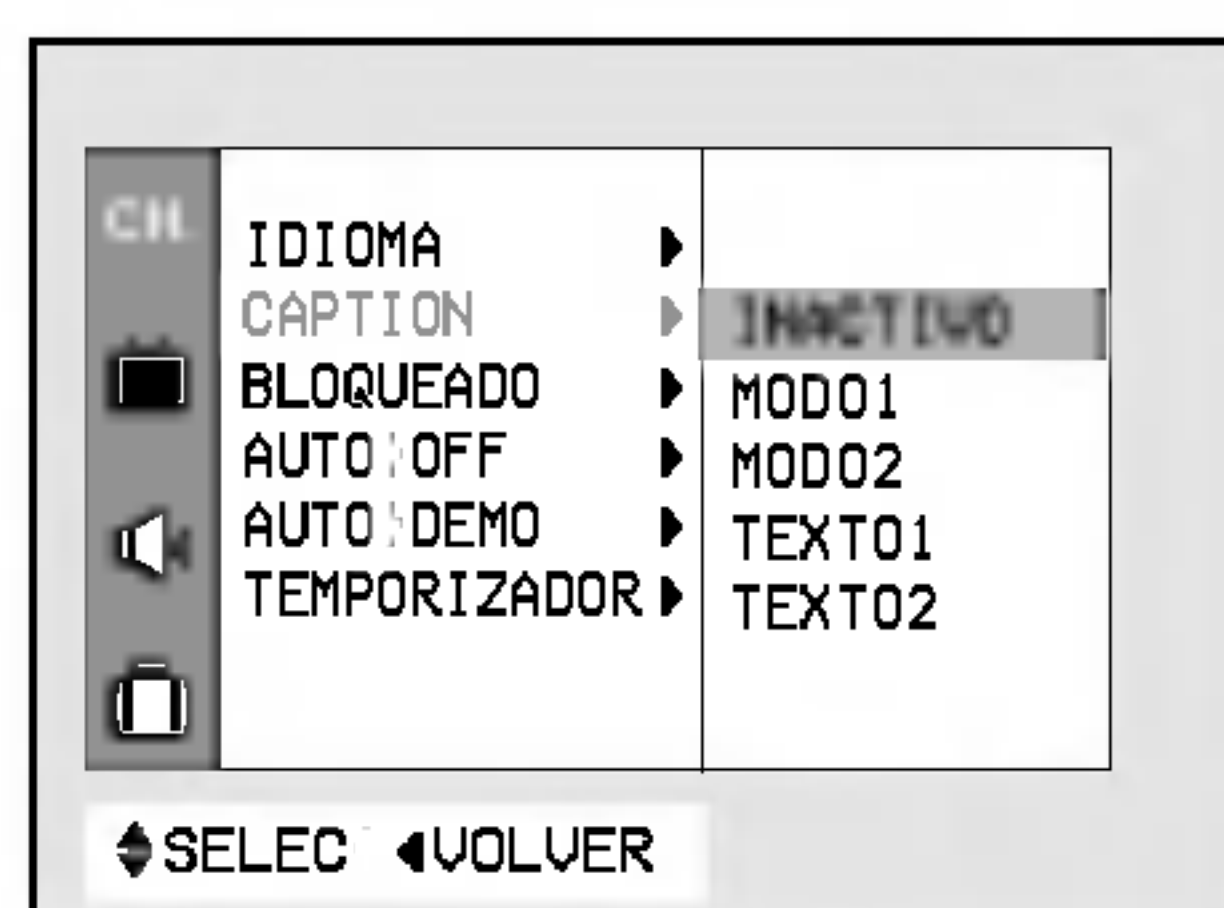 CH.
IDIOMA
CAPTION INACTIVO
BLOQUEADO MODO1
AUTO OFF MODO2
AUTO DEMO TEXTO1
TEMPORIZADOR TEXTO2
SELEC VOLVER